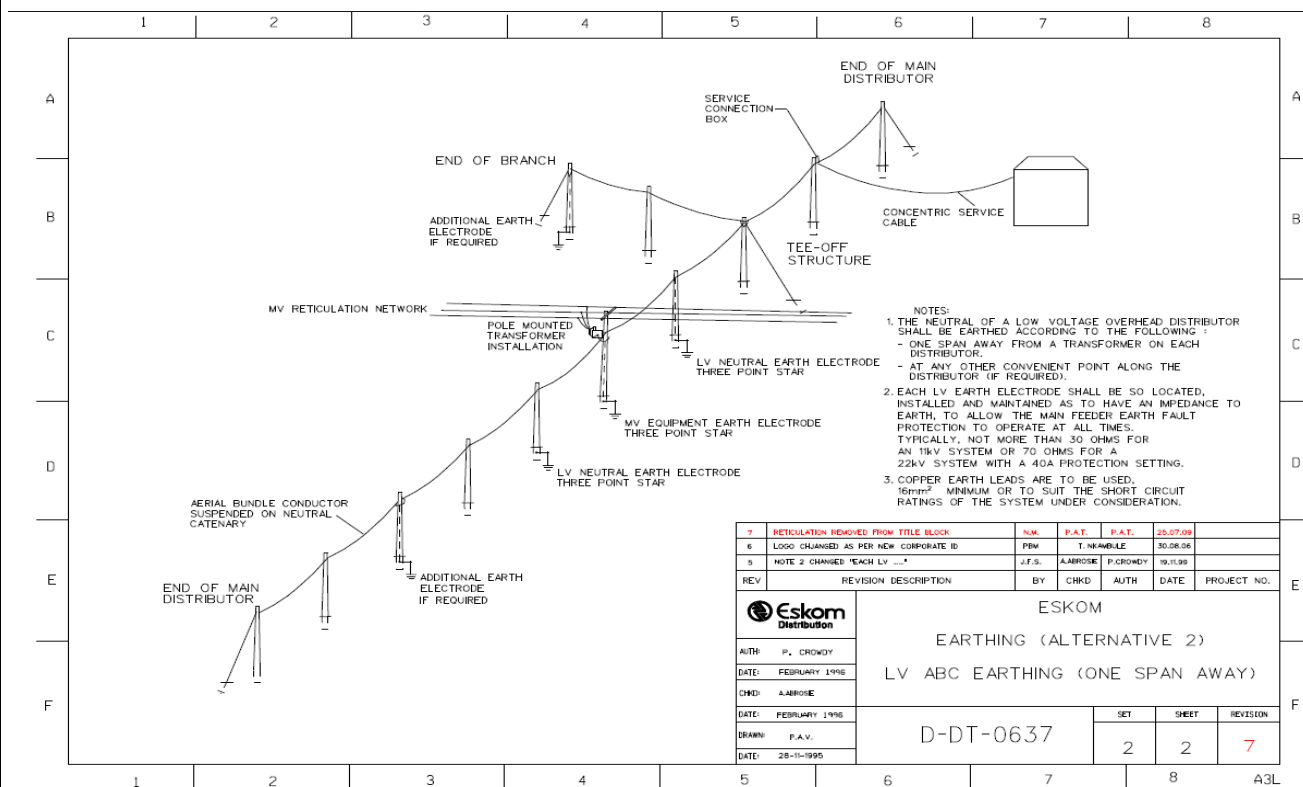 1 2 3 4 5 6 7 8
A
B
C
D
E
F
A
B
C
D
E
F
END OF MAIN
DISTRIBUTOR
SERVICE
CONNECTION
BOX
END OF BRANCH
ADDITIONAL EARTH
ELECTRODE
IF REQUIRED
CONCENTRIC SERVICE
CABLE
TEE-OFF
STRUCTURE
MV RETICULATION NETWORK
POLE MOUNTED
TRANSFORMER
INSTALLATION
LV NEUTRAL EARTH ELECTRODE
THREE POINT STAR
MV EQUIPMENT EARTH ELECTRODE
THREE POINT STAR
LV NEUTRAL EARTH ELECTRODE
THREE POINT STAR
AERIAL BUNDLE CONDUCTOR
SUSPENDED ON NEUTRAL
CATENARY
ADDITIONAL EARTH
ELECTRODE
IF REQUIRED
END OF MAIN
DISTRIBUTOR
NOTES:
1. THE NEUTRAL OF A LOW VOLTAGE OVERHEAD DISTRIBUTOR
SHALL BE EARTHED ACCORDING TO THE FOLLOWING :
- ONE SPAN AWAY FROM A TRANSFORMER ON EACH
DISTRIBUTOR.
- AT ANY OTHER CONVENIENT POINT ALONG THE
DISTRIBUTOR (IF REQUIRED).
2. EACH LV EARTH ELECTRODE SHALL BE SO LOCATED,
INSTALLED AND MAINTAINED AS TO HAVE AN IMPEDANCE TO
EARTH, TO ALLOW THE MAIN FEEDER EARTH FAULT
PROTECTION TO OPERATE AT ALL TIMES.
TYPICALLY, NOT MORE THAN 30 OHMS FOR
AN 11kV SYSTEM OR 70 OHMS FOR A
22kV SYSTEM WITH A 40A PROTECTION SETTING.
3. COPPER EARTH LEADS ARE TO BE USED,
16mm² MINIMUM OR TO SUIT THE SHORT CIRCUIT
RATINGS OF THE SYSTEM UNDER CONSIDERATION.
7 RETICULATION REMOVED FROM TITLE BLOCK N.M. P.A.T. P.A.T. 25.07.09
6 LOGO CHJANGED AS PER NEW CORPORATE ID PBM T. NKAMBULE 30.08.06
5 NOTE 2 CHANGED "EACH LV ...." J.F.S. A.ABROSIE P.CROWDY 19.11.99
REV REVISION DESCRIPTION BY CHKD AUTH DATE PROJECT NO.
Eskom
Distribution
AUTH: P. CROWDY
DATE: FEBRUARY 1996
CHKD: A.ABROSIE
DATE: FEBRUARY 1996
DRAWN: P.A.V.
DATE: 28-11-1995
ESKOM
EARTHING (ALTERNATIVE 2)
LV ABC EARTHING (ONE SPAN AWAY)
D-DT-0637
SET SHEET REVISION
2 2 7
1 2 3 4 5 6 7 8 A3L